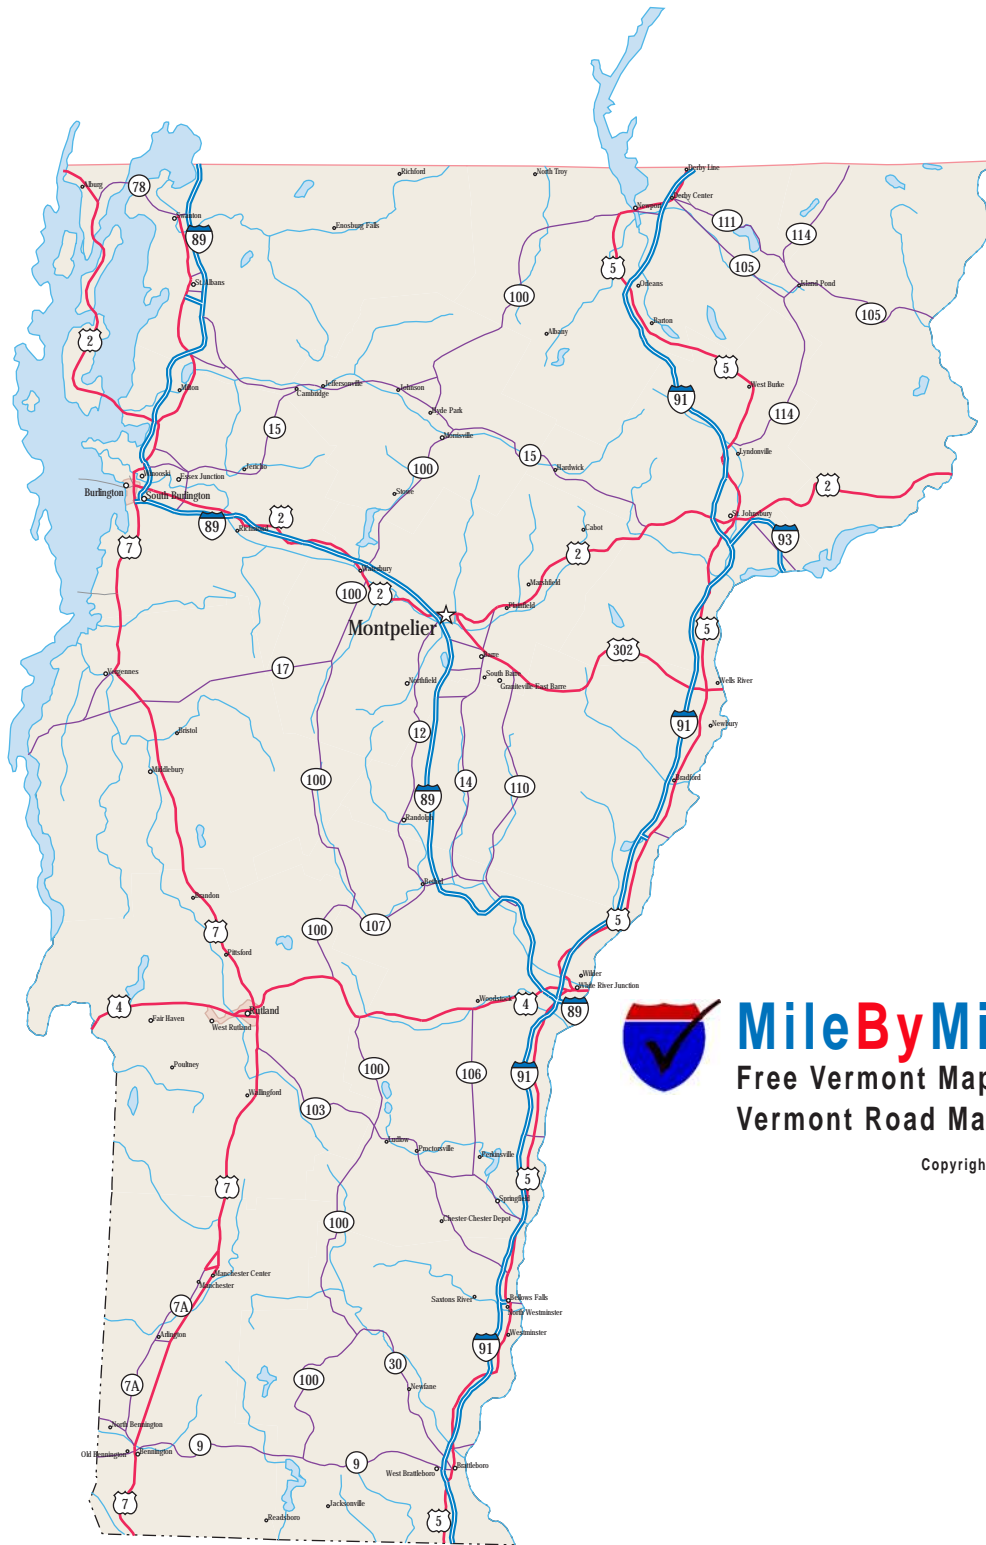 Derby Line
Richford
North Troy
Alburg
78
Derby Center
Newport
Swanton
111
Enosburg Falls
114
89
5
105
St. Albans
Orleans
Island Pond
100
105
Barton
Albany
2
5
Jeffersonville
Johnson
West Burke
Milton
Cambridge
91
Hyde Park
114
15
Morrisville
Lyndonville
15
100
Jericho
Hardwick
Essex Junction
Burlington
2
South Burlington
Stowe
St. Johnsbury
2
89
Cabot
93
7
2
Waterbury
Marshfield
100
2
Plainfield
Montpelier
5
302
Barre
17
Vergennes
South Barre
Northfield
Graniteville-East Barre
Wells River
91
Newbury
12
Bristol
Middlebury
100
14
110
Bradford
89
Randolph
Bethel
Brandon
5
107
100
7
Pittsford
Wilder
White River Junction
4
Woodstock
4
89
Rutland
Fair Haven
West Rutland
MileByMi
Poultney
100
106
91
Free Vermont Map
Wallingford
103
Vermont Road Ma
Ludlow
Proctorsville
Perkinsville
Copyrigh
5
7
Springfield
100
Chester-Chester Depot
Manchester Center
Manchester
Saxtons River
Bellows Falls
7A
North Westminster
Arlington
Westminster
91
30
100
7A
Newfane
North Bennington
9
Old Bennington
Bennington
9
West Brattleboro
Brattleboro
7
Jacksonville
Readsboro
5